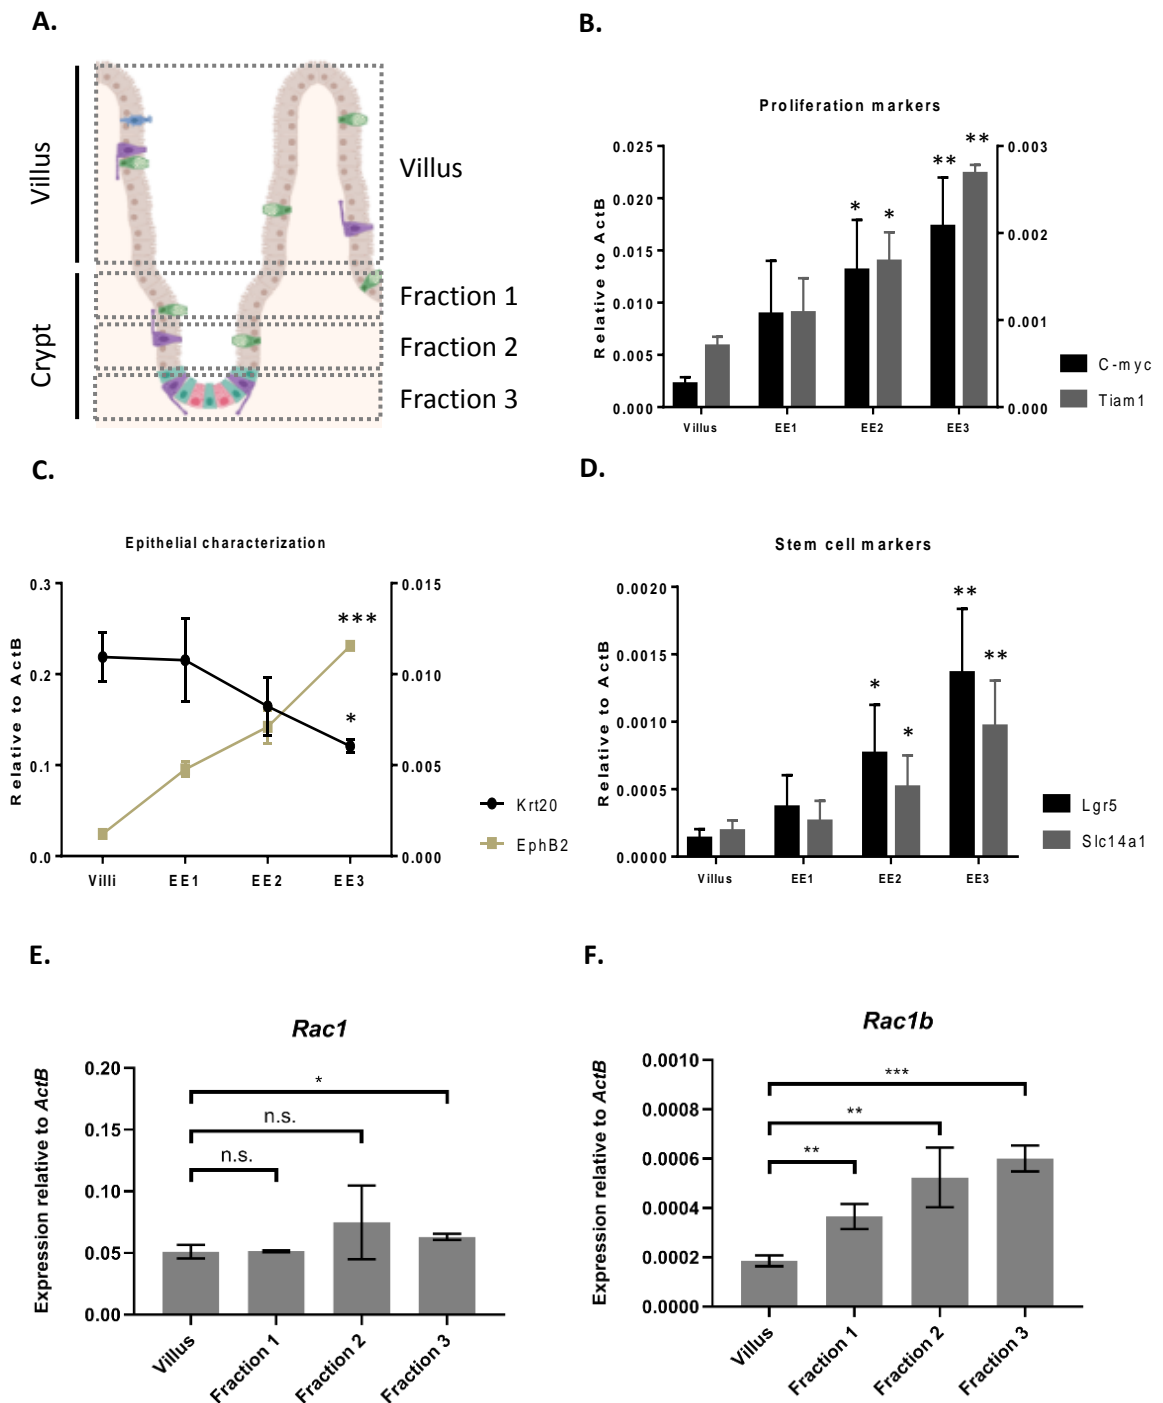 A.
Villus
Crypt
Villus
Fraction 1
Fraction 2
Fraction 3
B.
Proliferation markers
Relative to ActB
0.025
0.020
0.015
0.010
0.005
0.000
0.003
0.002
0.001
0.000
* * ** **
Villus EE1 EE2 EE3
C-myc
Tiam1
C.
Epithelial characterization
Relative to ActB
0.3
0.2
0.1
0.0
0.015
0.010
0.005
0.000
***
*
Villi EE1 EE2 EE3
Krt20
EphB2
D.
Stem cell markers
Relative to ActB
0.0020
0.0015
0.0010
0.0005
0.0000
* * ** **
Villus EE1 EE2 EE3
Lgr5
Slc14a1
E.
Rac1
Expression relative to ActB
0.20
0.15
0.10
0.05
0.00
*
n.s.
n.s.
Villus Fraction 1 Fraction 2 Fraction 3
F.
Rac1b
Expression relative to ActB
0.0010
0.0008
0.0006
0.0004
0.0002
0.0000
***
**
**
Villus Fraction 1 Fraction 2 Fraction 3